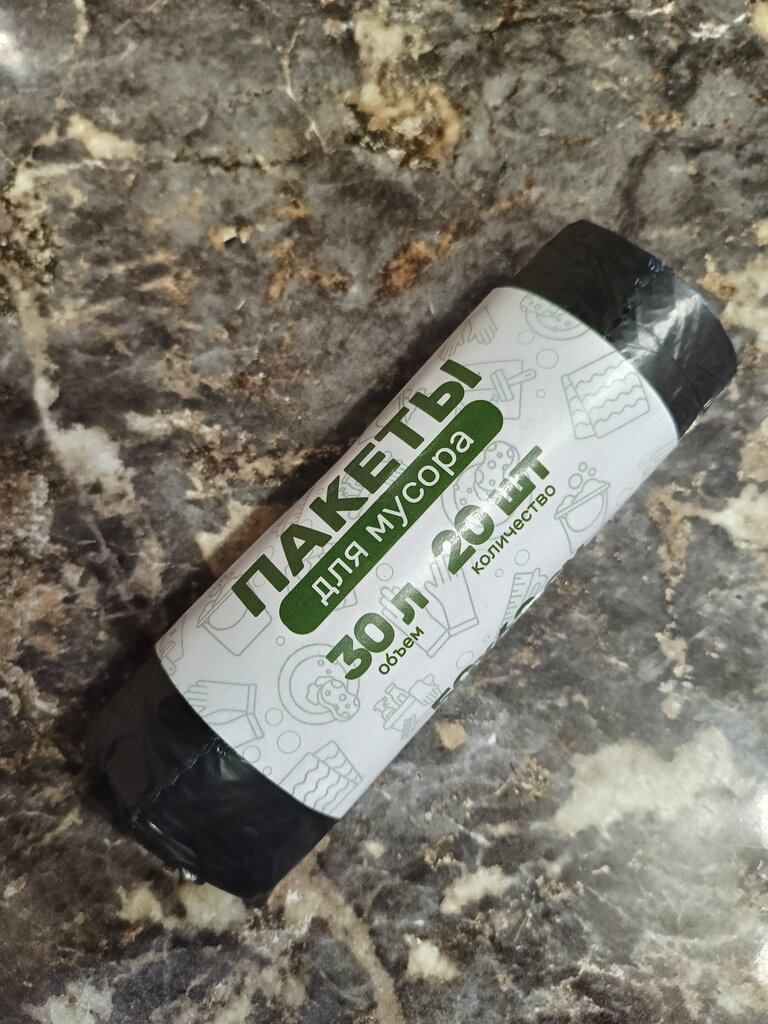 ПАКЕТЫ
для мусора
30 л 20 шт
объем количество